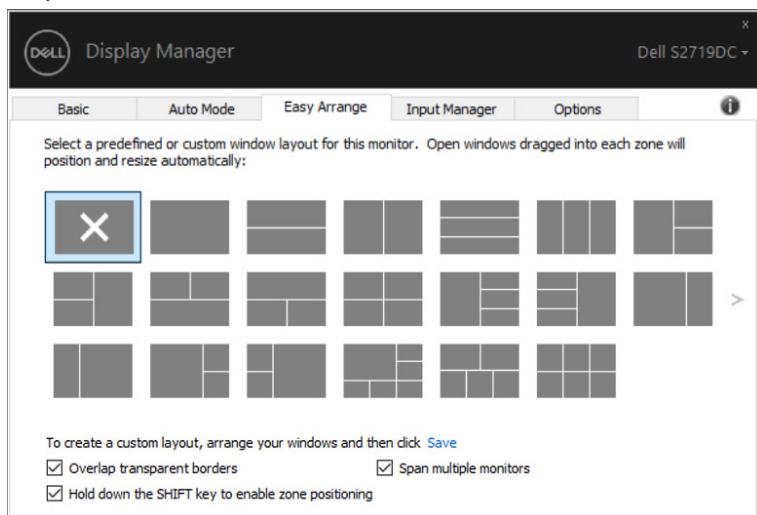 x
DELL Display Manager
Dell S2719DC
Basic Auto Mode Easy Arrange Input Manager Options i
Select a predefined or custom window layout for this monitor. Open windows dragged into each zone will
position and resize automatically:
>
To create a custom layout, arrange your windows and then click Save
Overlap transparent borders Span multiple monitors
Hold down the SHIFT key to enable zone positioning